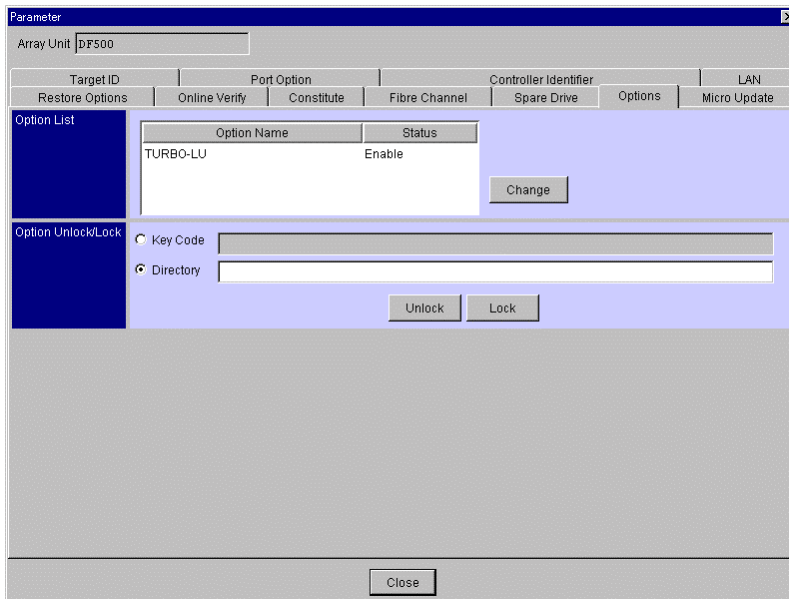 Parameter
Array Unit DF500
Target ID Port Option Controller Identifier LAN
Restore Options Online Verify Constitute Fibre Channel Spare Drive Options Micro Update
Option List
Option Name Status
TURBO-LU Enable
Change
Option Unlock/Lock
Key Code
Directory
Unlock Lock
Close